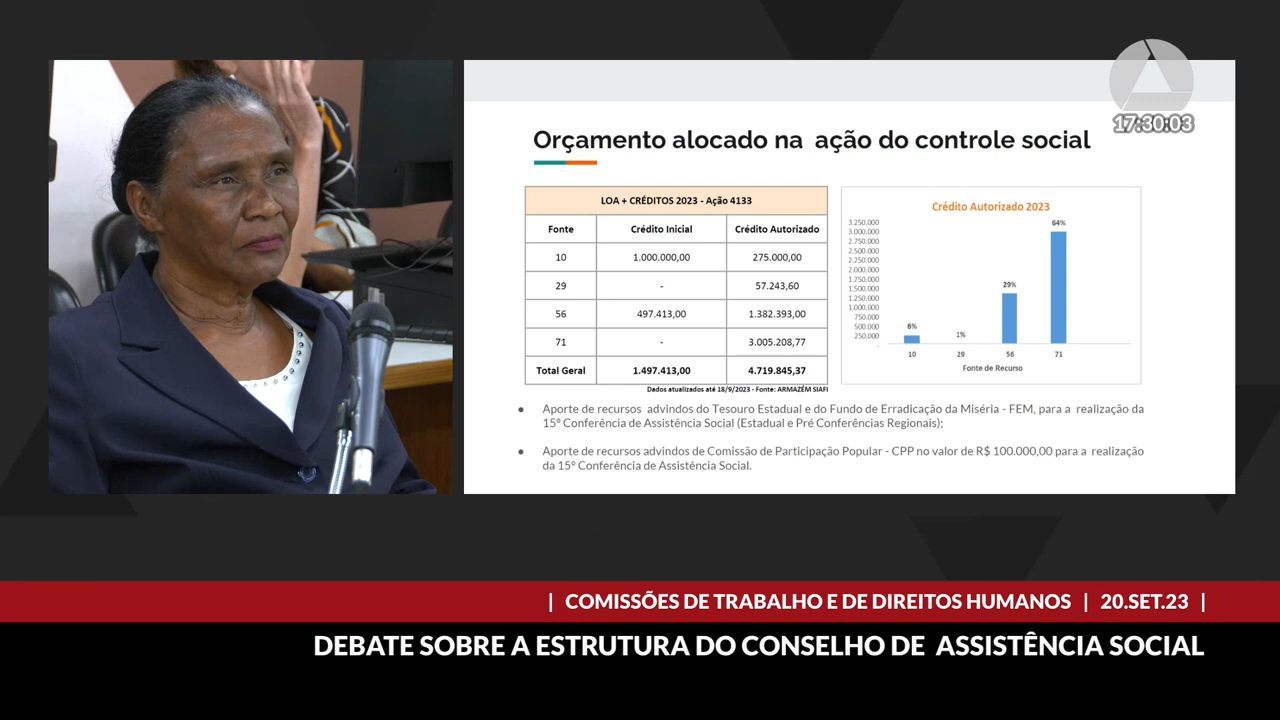 17:30:03
Orçamento alocado na ação do controle social
LOA + CRÉDITOS 2023 - Ação 4133
Fonte Crédito Inicial Crédito Autorizado
10 1.000.000,00 275.000,00
29 - 57.243,60
56 497.413,00 1.382.393,00
71 - 3.005.208,77
Total Geral 1.497.413,00 4.719.845,37
Dados atualizados até 18/9/2023 - Fonte: ARMAZÉM SIAFI
Crédito Autorizado 2023
3.250.000
3.000.000
2.750.000
2.500.000
2.250.000
2.000.000
1.750.000
1.500.000
1.250.000
1.000.000
750.000
500.000
250.000
-
6% 1% 29% 64%
10 29 56 71
Fonte de Recurso
● Aporte de recursos advindos do Tesouro Estadual e do Fundo de Erradicação da Miséria - FEM, para a realização da
15º Conferência de Assistência Social (Estadual e Pré Conferências Regionais);
● Aporte de recursos advindos de Comissão de Participação Popular - CPP no valor de R$ 100.000,00 para a realização
da 15º Conferência de Assistência Social.
| COMISSÕES DE TRABALHO E DE DIREITOS HUMANOS | 20.SET.23 |
DEBATE SOBRE A ESTRUTURA DO CONSELHO DE ASSISTÊNCIA SOCIAL